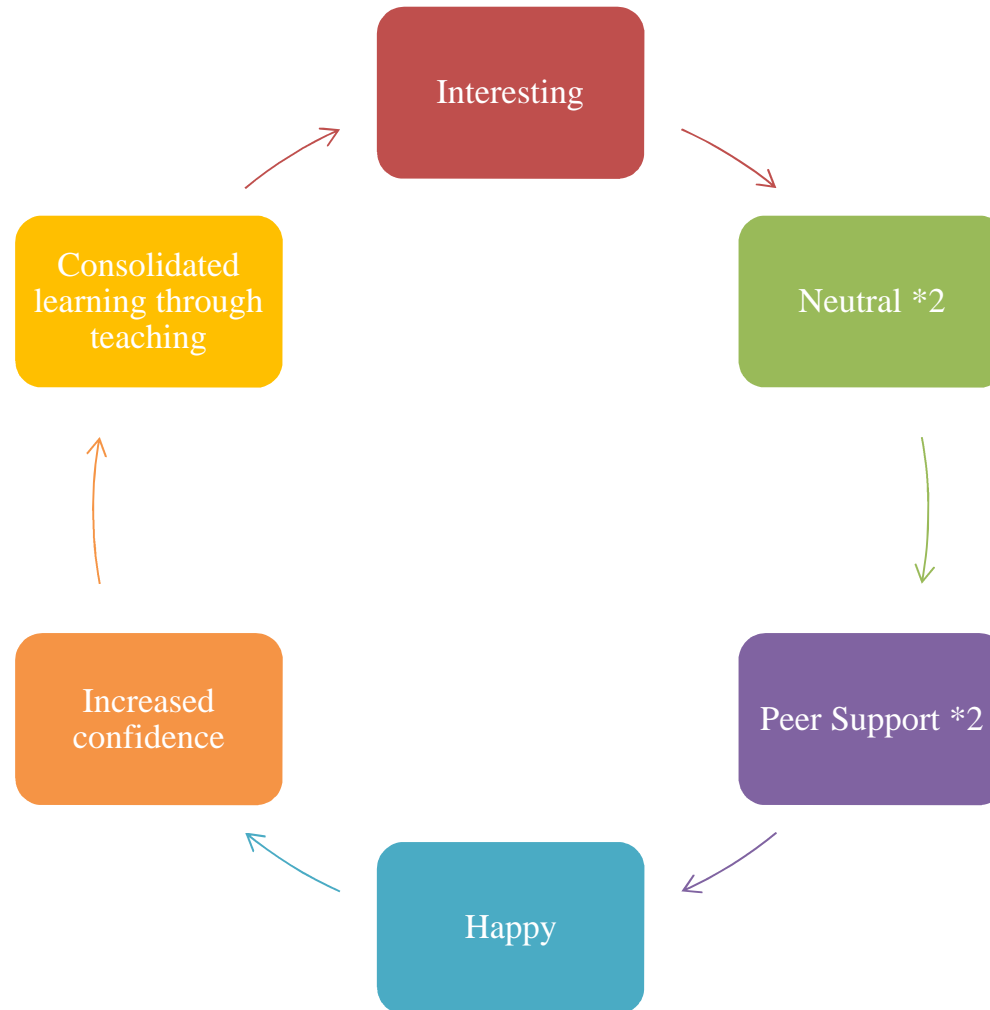 Interesting
Neutral *2
Peer Support *2
Happy
Increased
confidence
Consolidated
learning through
teaching